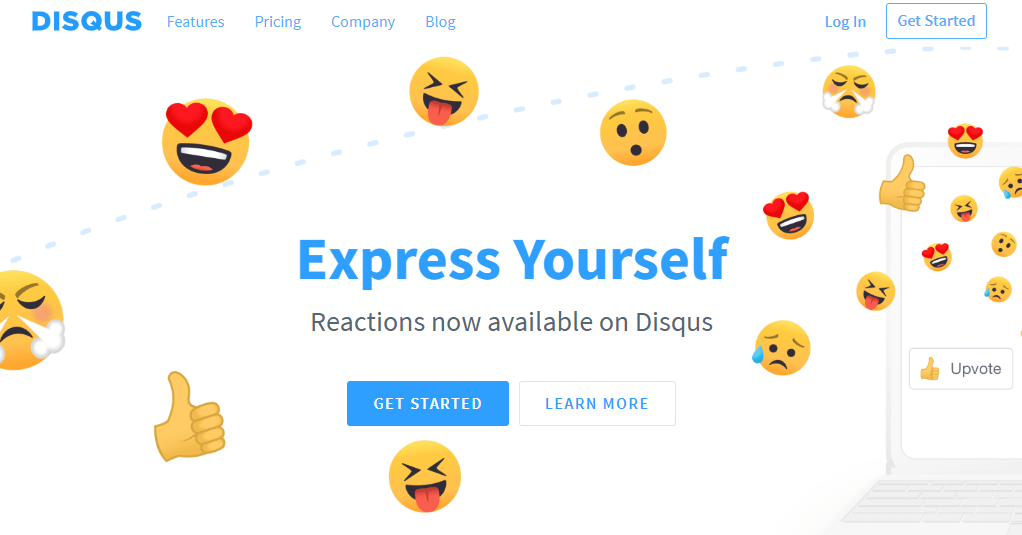 DISQUS Features Pricing Company Blog Log In Get Started
Express Yourself
Reactions now available on Disqus
Upvote
GET STARTED LEARN MORE